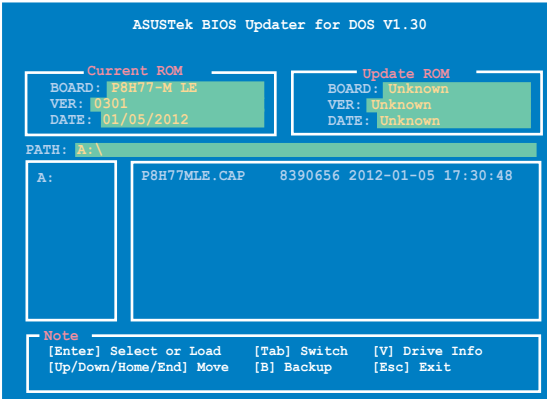 ASUSTek BIOS Updater for DOS V1.30
Current ROM
BOARD: P8H77-M LE
VER: 0301
DATE: 01/05/2012
Update ROM
BOARD: Unknown
VER: Unknown
DATE: Unknown
PATH: A:\
A:
P8H77MLE.CAP 8390656 2012-01-05 17:30:48
Note
[Enter] Select or Load [Tab] Switch [V] Drive Info
[Up/Down/Home/End] Move [B] Backup [Esc] Exit